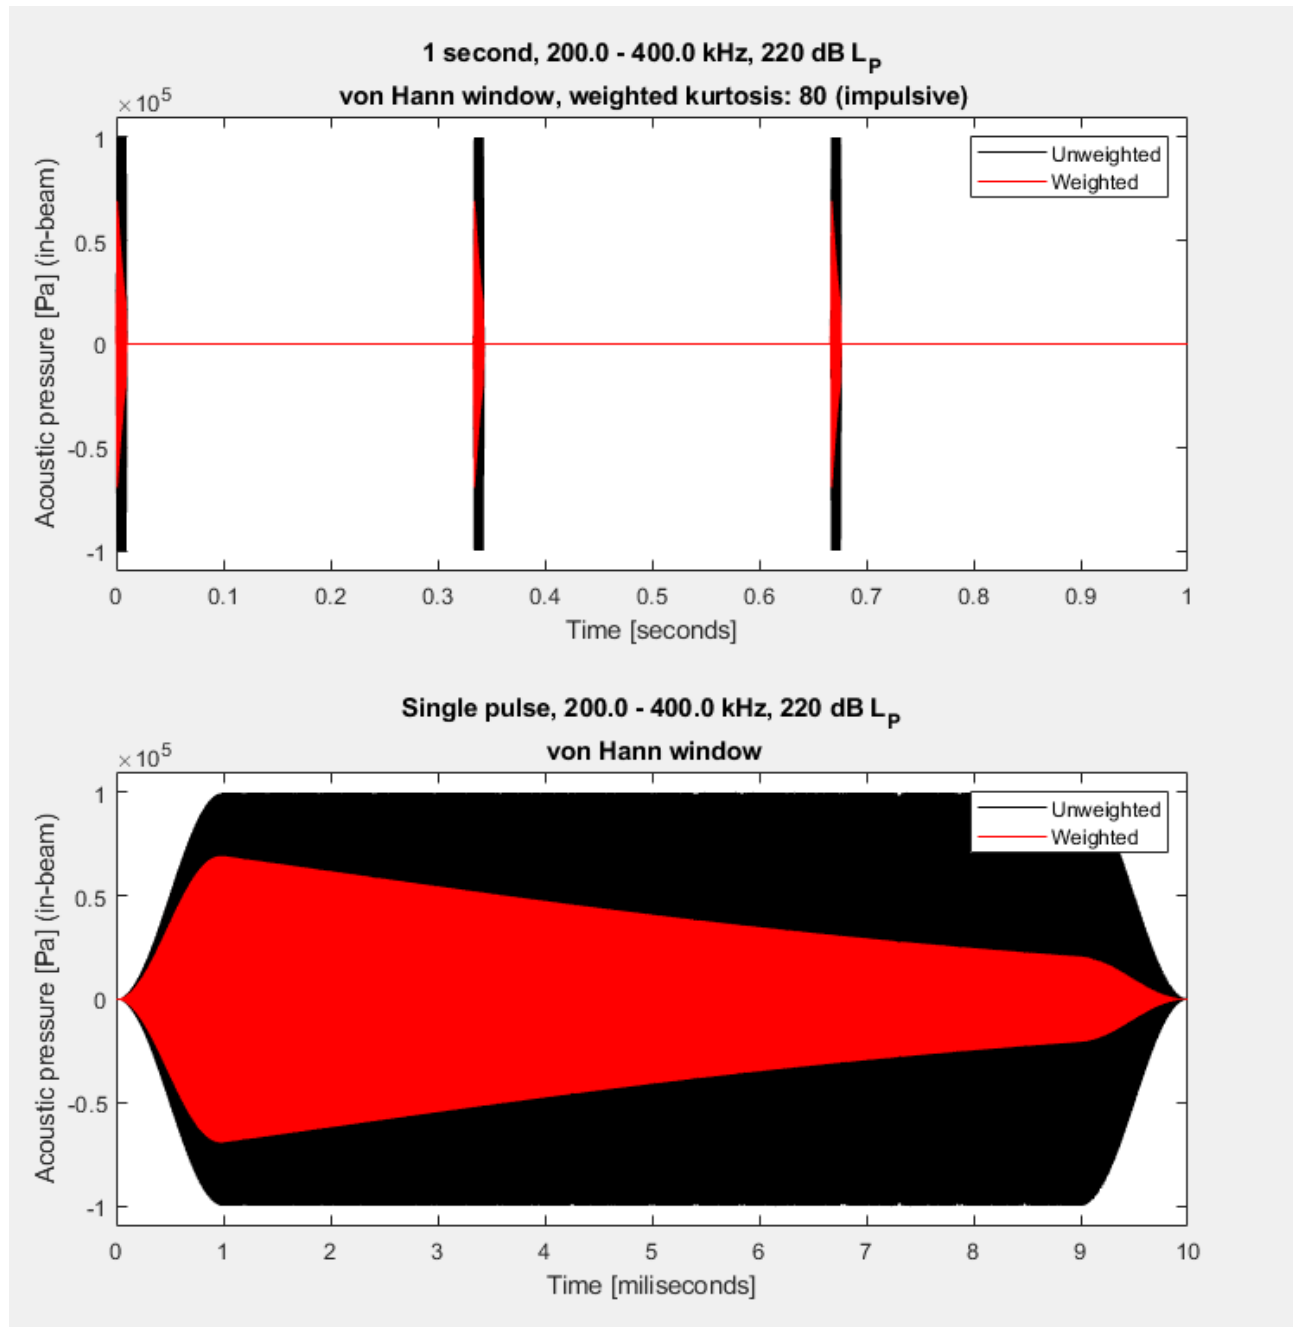 1 second, 200.0 - 400.0 kHz, 220 dB L_P
von Hann window, weighted kurtosis: 80 (impulsive)
×10^5
Unweighted
Weighted
1
0.5
0
-0.5
-1
Acoustic pressure [Pa] (in-beam)
0 0.1 0.2 0.3 0.4 0.5 0.6 0.7 0.8 0.9 1
Time [seconds]
Single pulse, 200.0 - 400.0 kHz, 220 dB L_P
von Hann window
×10^5
Unweighted
Weighted
1
0.5
0
-0.5
-1
Acoustic pressure [Pa] (in-beam)
0 1 2 3 4 5 6 7 8 9 10
Time [miliseconds]